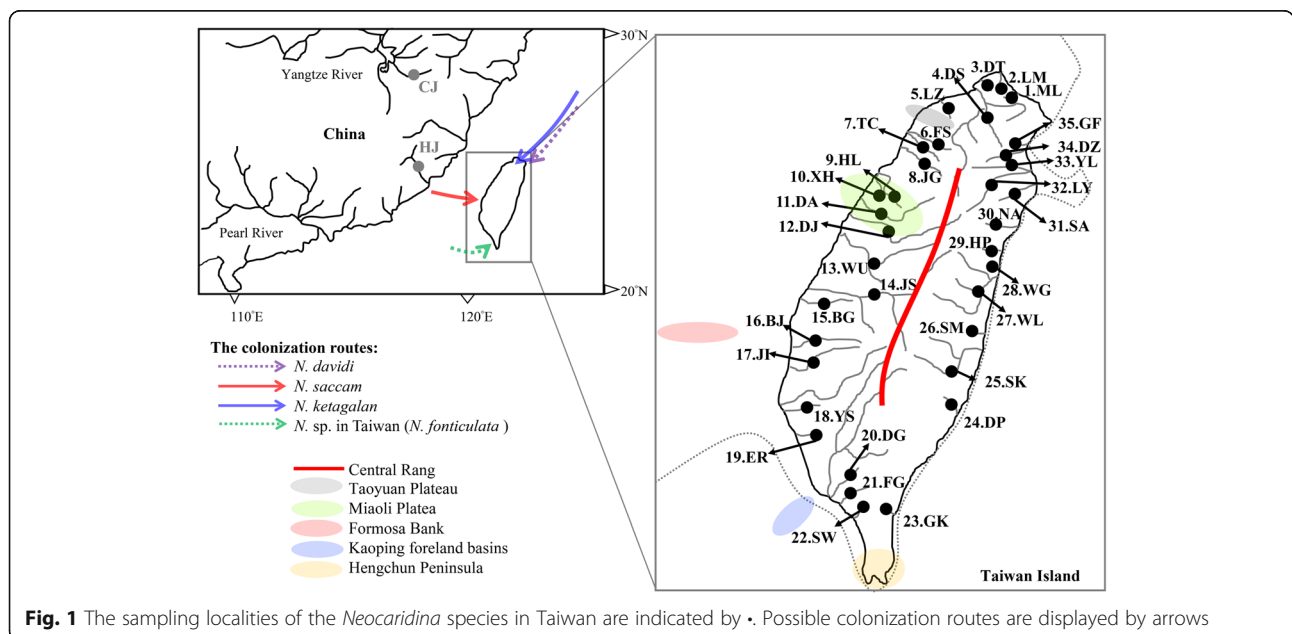 30°N
Yangtze River
CJ
China
HJ
Pearl River
20°N
110°E
120°E
The colonization routes:
N. davidi
N. saccam
N. ketagalan
N. sp. in Taiwan (N. fonticulata )
Central Rang
Taoyuan Plateau
Miaoli Platea
Formosa Bank
Kaoping foreland basins
Hengchun Peninsula
3.DT
2.LM
4.DS
1.ML
5.LZ
7.TC
6.FS
35.GF
34.DZ
33.YL
9.HL
8.JG
32.LY
10.XH
11.DA
31.SA
12.DJ
30.NA
29.HP
13.WU
28.WG
14.JS
27.WL
15.BG
16.BJ
26.SM
17.JI
25.SK
18.YS
24.DP
20.DG
19.ER
21.FG
23.GK
22.SW
Taiwan Island
Fig. 1 The sampling localities of the Neocaridina species in Taiwan are indicated by •. Possible colonization routes are displayed by arrows